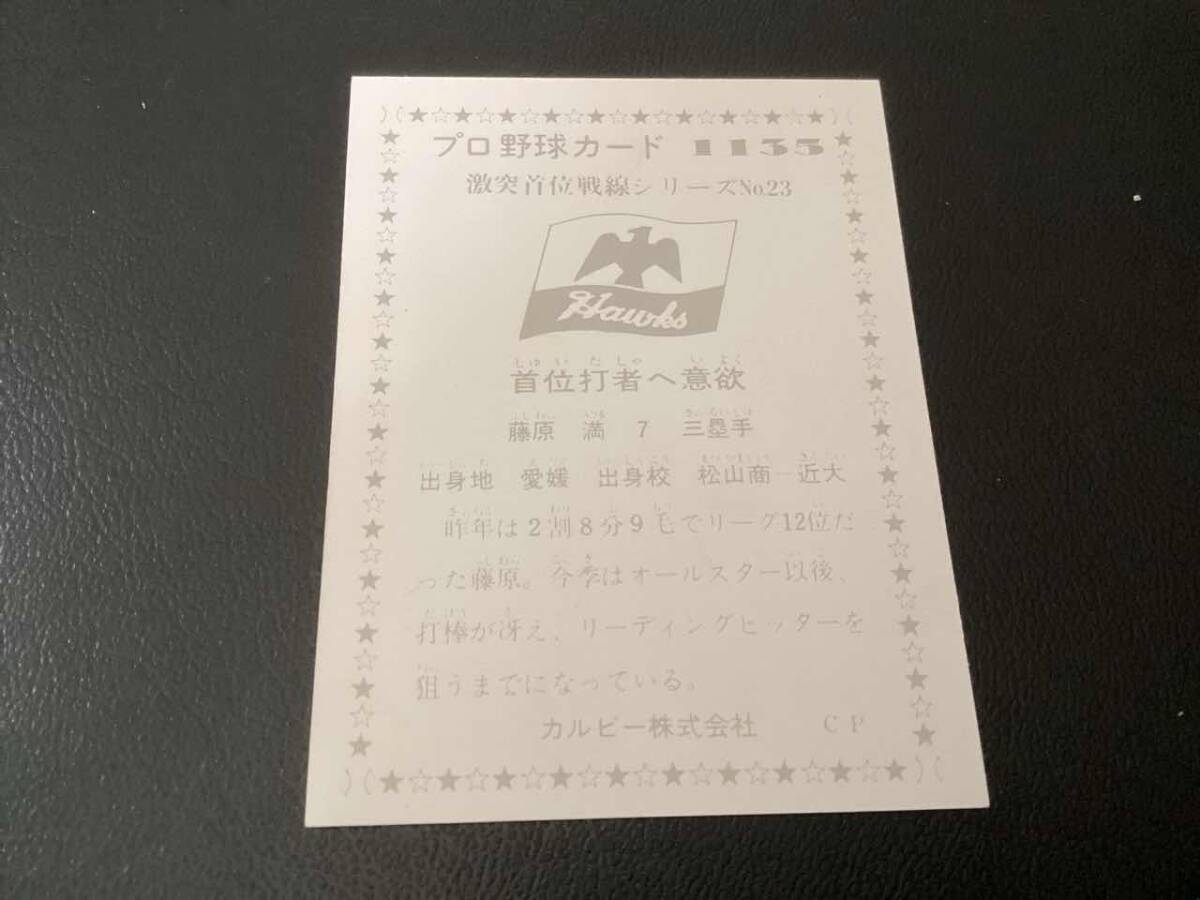 プロ野球カード 1135
激突首位戦線シリーズNo.23
Hawks
首位打者へ意欲
藤原 満 7 三塁手
出身地 愛媛 出身校 松山商－近大
昨年は2割8分9毛でリーグ12位だ
った藤原。今季はオールスター以後、
打棒が冴え、リーディングヒッターを
狙うまでになっている。
カルビー株式会社 CP